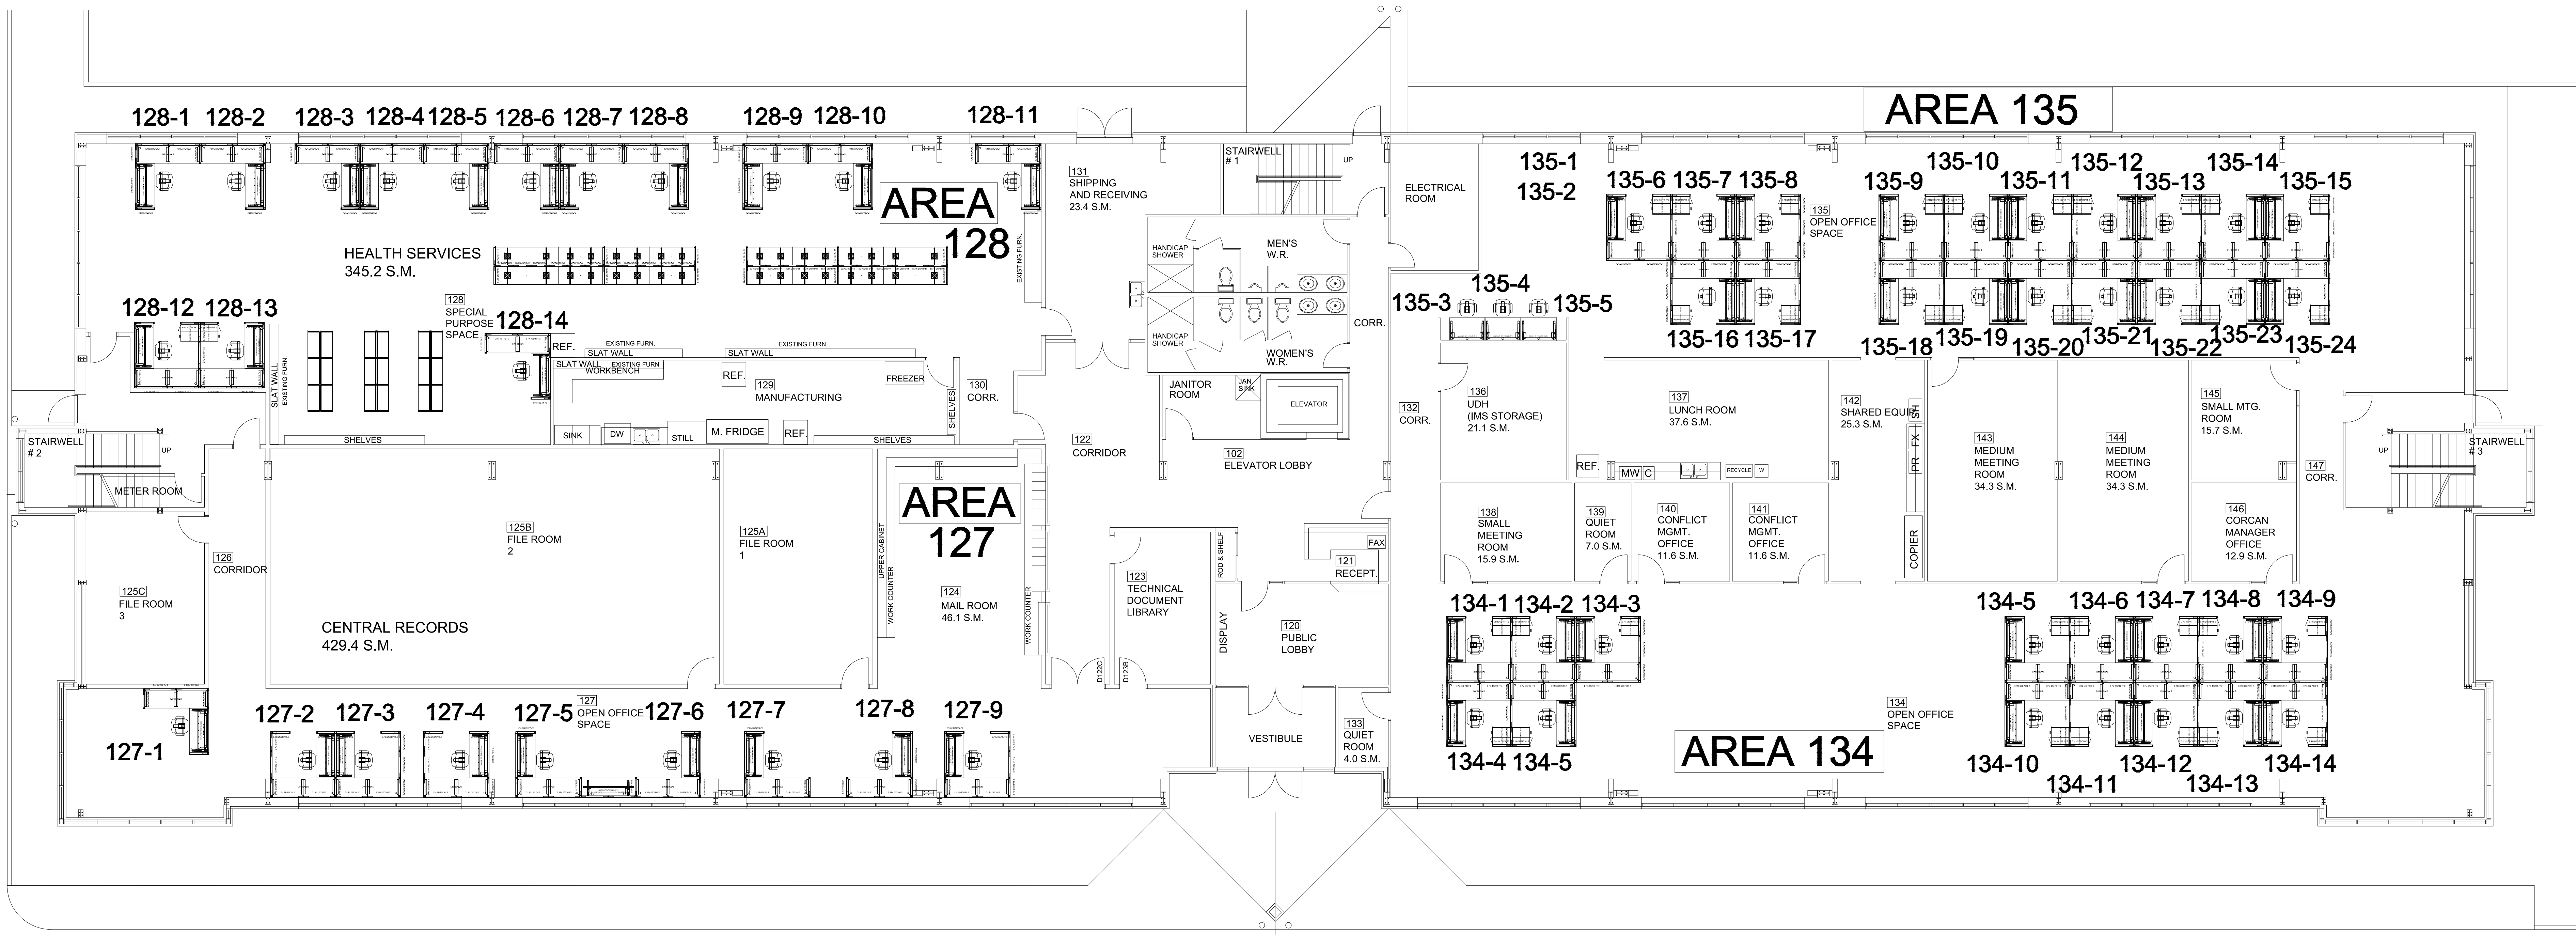 AREA 135
128-1 128-2 128-3 128-4 128-5 128-6 128-7 128-8 128-9 128-10 128-11
AREA
128
HEALTH SERVICES
345.2 S.M.
128
SPECIAL
PURPOSE
SPACE
128-12 128-13
128-14
SLAT WALL
EXISTING FURN.
REF.
EXISTING FURN.
SLAT WALL
EXISTING FURN.
SLAT WALL
EXISTING FURN.
SLAT WALL
EXISTING FURN.
WORKBENCH
REF.
129
MANUFACTURING
FREEZER
SHELVES
SHELVES
SINK
DW
STILL
M. FRIDGE
REF.
SHELVES
130
CORR.
131
SHIPPING
AND RECEIVING
23.4 S.M.
STAIRWELL
# 1
UP
HANDICAP
SHOWER
MEN'S
W.R.
HANDICAP
SHOWER
WOMEN'S
W.R.
CORR.
JANITOR
ROOM
JAN.
SINK
ELEVATOR
122
CORRIDOR
102
ELEVATOR LOBBY
ELECTRICAL
ROOM
132
CORR.
135-1
135-2
135-3
135-4
135-5
135-6 135-7 135-8
135
OPEN OFFICE
SPACE
135-9
135-10
135-11
135-12
135-13
135-14
135-15
135-16 135-17
135-18
135-19
135-20
135-21
135-22
135-23
135-24
136
UDH
(IMS STORAGE)
21.1 S.M.
137
LUNCH ROOM
37.6 S.M.
REF.
MW
C
RECYCLE
W
142
SHARED EQUIP.
25.3 S.M.
SH
FX
PR
COPIER
143
MEDIUM
MEETING
ROOM
34.3 S.M.
144
MEDIUM
MEETING
ROOM
34.3 S.M.
145
SMALL MTG.
ROOM
15.7 S.M.
146
CORCAN
MANAGER
OFFICE
12.9 S.M.
147
CORR.
UP
STAIRWELL
# 3
138
SMALL
MEETING
ROOM
15.9 S.M.
139
QUIET
ROOM
7.0 S.M.
140
CONFLICT
MGMT.
OFFICE
11.6 S.M.
141
CONFLICT
MGMT.
OFFICE
11.6 S.M.
STAIRWELL
# 2
UP
METER ROOM
125C
FILE ROOM
3
126
CORRIDOR
125B
FILE ROOM
2
CENTRAL RECORDS
429.4 S.M.
125A
FILE ROOM
1
AREA
127
UPPER CABINET
WORK COUNTER
124
MAIL ROOM
46.1 S.M.
WORK COUNTER
123
TECHNICAL
DOCUMENT
LIBRARY
D122C
D123B
ROD & SHELF
FAX
121
RECEPT.
DISPLAY
120
PUBLIC
LOBBY
VESTIBULE
133
QUIET
ROOM
4.0 S.M.
127-1
127-2 127-3 127-4 127-5
127
OPEN OFFICE
SPACE
127-6 127-7 127-8 127-9
134-1 134-2 134-3
134-4 134-5
AREA 134
134
OPEN OFFICE
SPACE
134-5 134-6 134-7 134-8 134-9
134-10
134-11
134-12
134-13
134-14